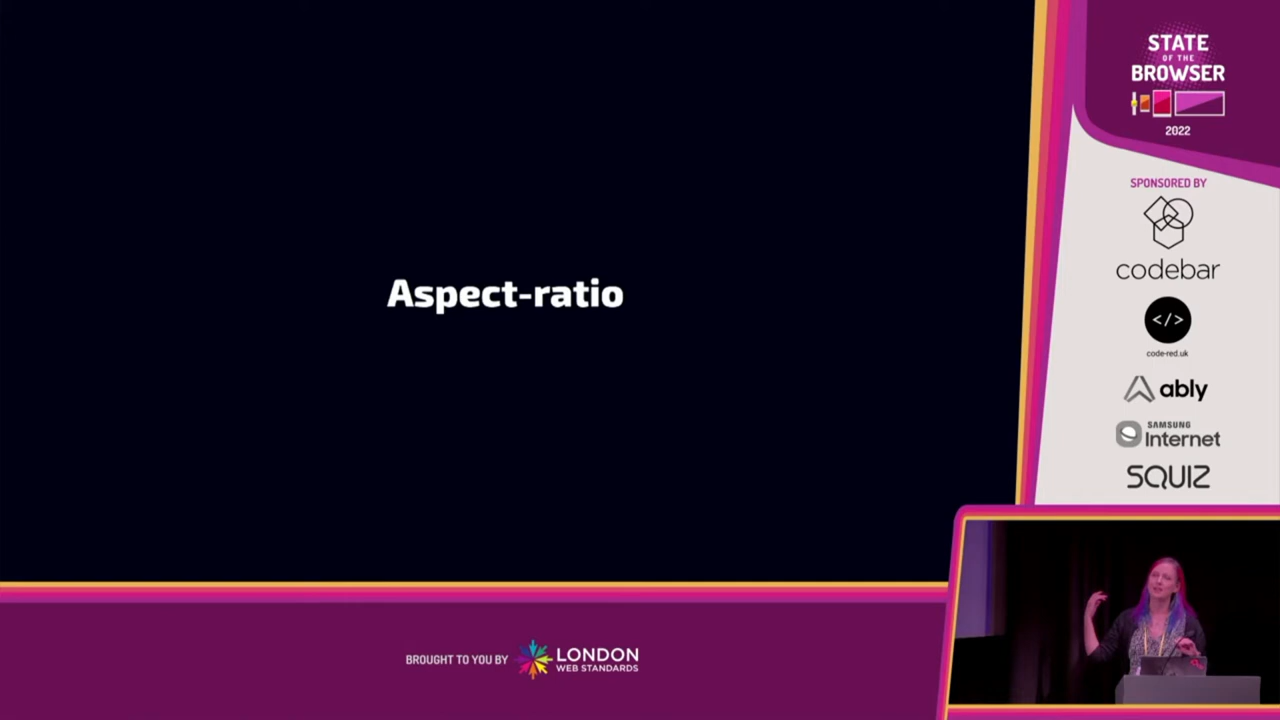 Aspect-ratio
STATE
OF THE
BROWSER
2022
SPONSORED BY
codebar
</>
code-red.uk
ably
SAMSUNG
Internet
SQUIZ
BROUGHT TO YOU BY
LONDON
WEB STANDARDS